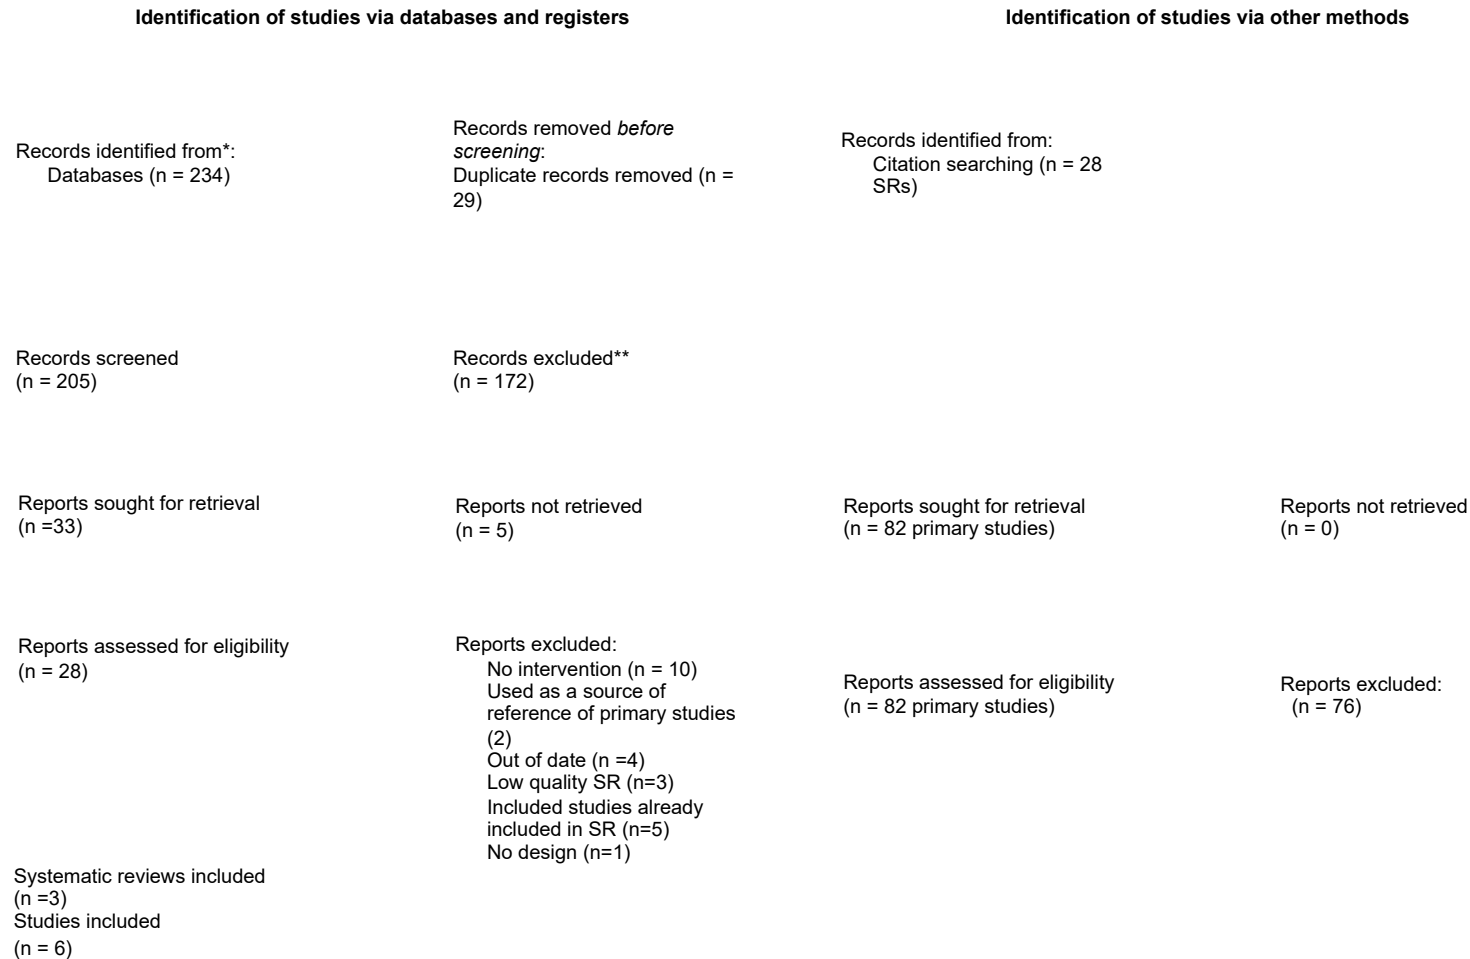 Identification of studies via databases and registers
Identification of studies via other methods
Records identified from*:
Databases (n = 234)
Records removed before
screening:
Duplicate records removed (n =
29)
Records identified from:
Citation searching (n = 28
SRs)
Records screened
(n = 205)
Records excluded**
(n = 172)
Reports sought for retrieval
(n =33)
Reports not retrieved
(n = 5)
Reports sought for retrieval
(n = 82 primary studies)
Reports not retrieved
(n = 0)
Reports assessed for eligibility
(n = 28)
Reports excluded:
No intervention (n = 10)
Used as a source of
reference of primary studies
(2)
Out of date (n =4)
Low quality SR (n=3)
Included studies already
included in SR (n=5)
No design (n=1)
Reports assessed for eligibility
(n = 82 primary studies)
Reports excluded:
(n = 76)
Systematic reviews included
(n =3)
Studies included
(n = 6)